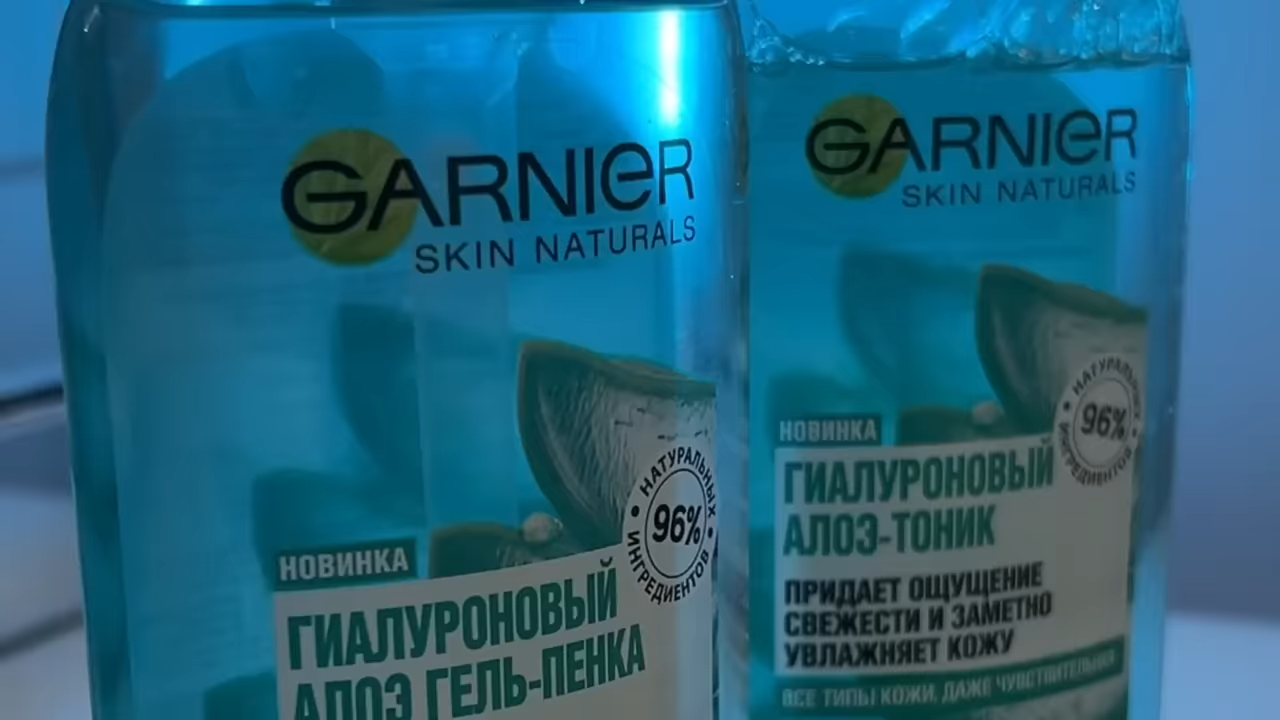 GARNIER
SKIN NATURALS
НОВИНКА
НАТУРАЛЬНЫХ
96%
ИНГРЕДИЕНТОВ
ГИАЛУРОНОВЫЙ
АЛОЭ ГЕЛЬ-ПЕНКА
GARNIER
SKIN NATURALS
НОВИНКА
НАТУРАЛЬНЫХ
96%
ИНГРЕДИЕНТОВ
ГИАЛУРОНОВЫЙ
АЛОЭ-ТОНИК
ПРИДАЕТ ОЩУЩЕНИЕ
СВЕЖЕСТИ И ЗАМЕТНО
УВЛАЖНЯЕТ КОЖУ
ВСЕ ТИПЫ КОЖИ, ДАЖЕ ЧУВСТВИТЕЛЬНАЯ